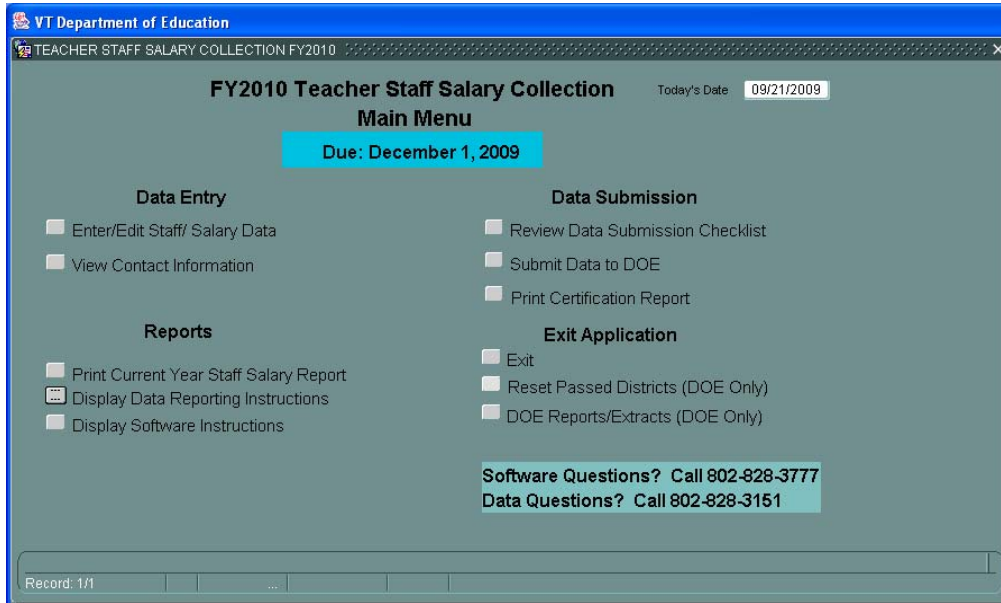 VT Department of Education
TEACHER STAFF SALARY COLLECTION FY2010
FY2010 Teacher Staff Salary Collection
Today's Date 09/21/2009
Main Menu
Due: December 1, 2009
Data Entry
Enter/Edit Staff/ Salary Data
View Contact Information
Data Submission
Review Data Submission Checklist
Submit Data to DOE
Print Certification Report
Reports
Print Current Year Staff Salary Report
Display Data Reporting Instructions
Display Software Instructions
Exit Application
Exit
Reset Passed Districts (DOE Only)
DOE Reports/Extracts (DOE Only)
Software Questions? Call 802-828-3777
Data Questions? Call 802-828-3151
Record: 1/1 ...